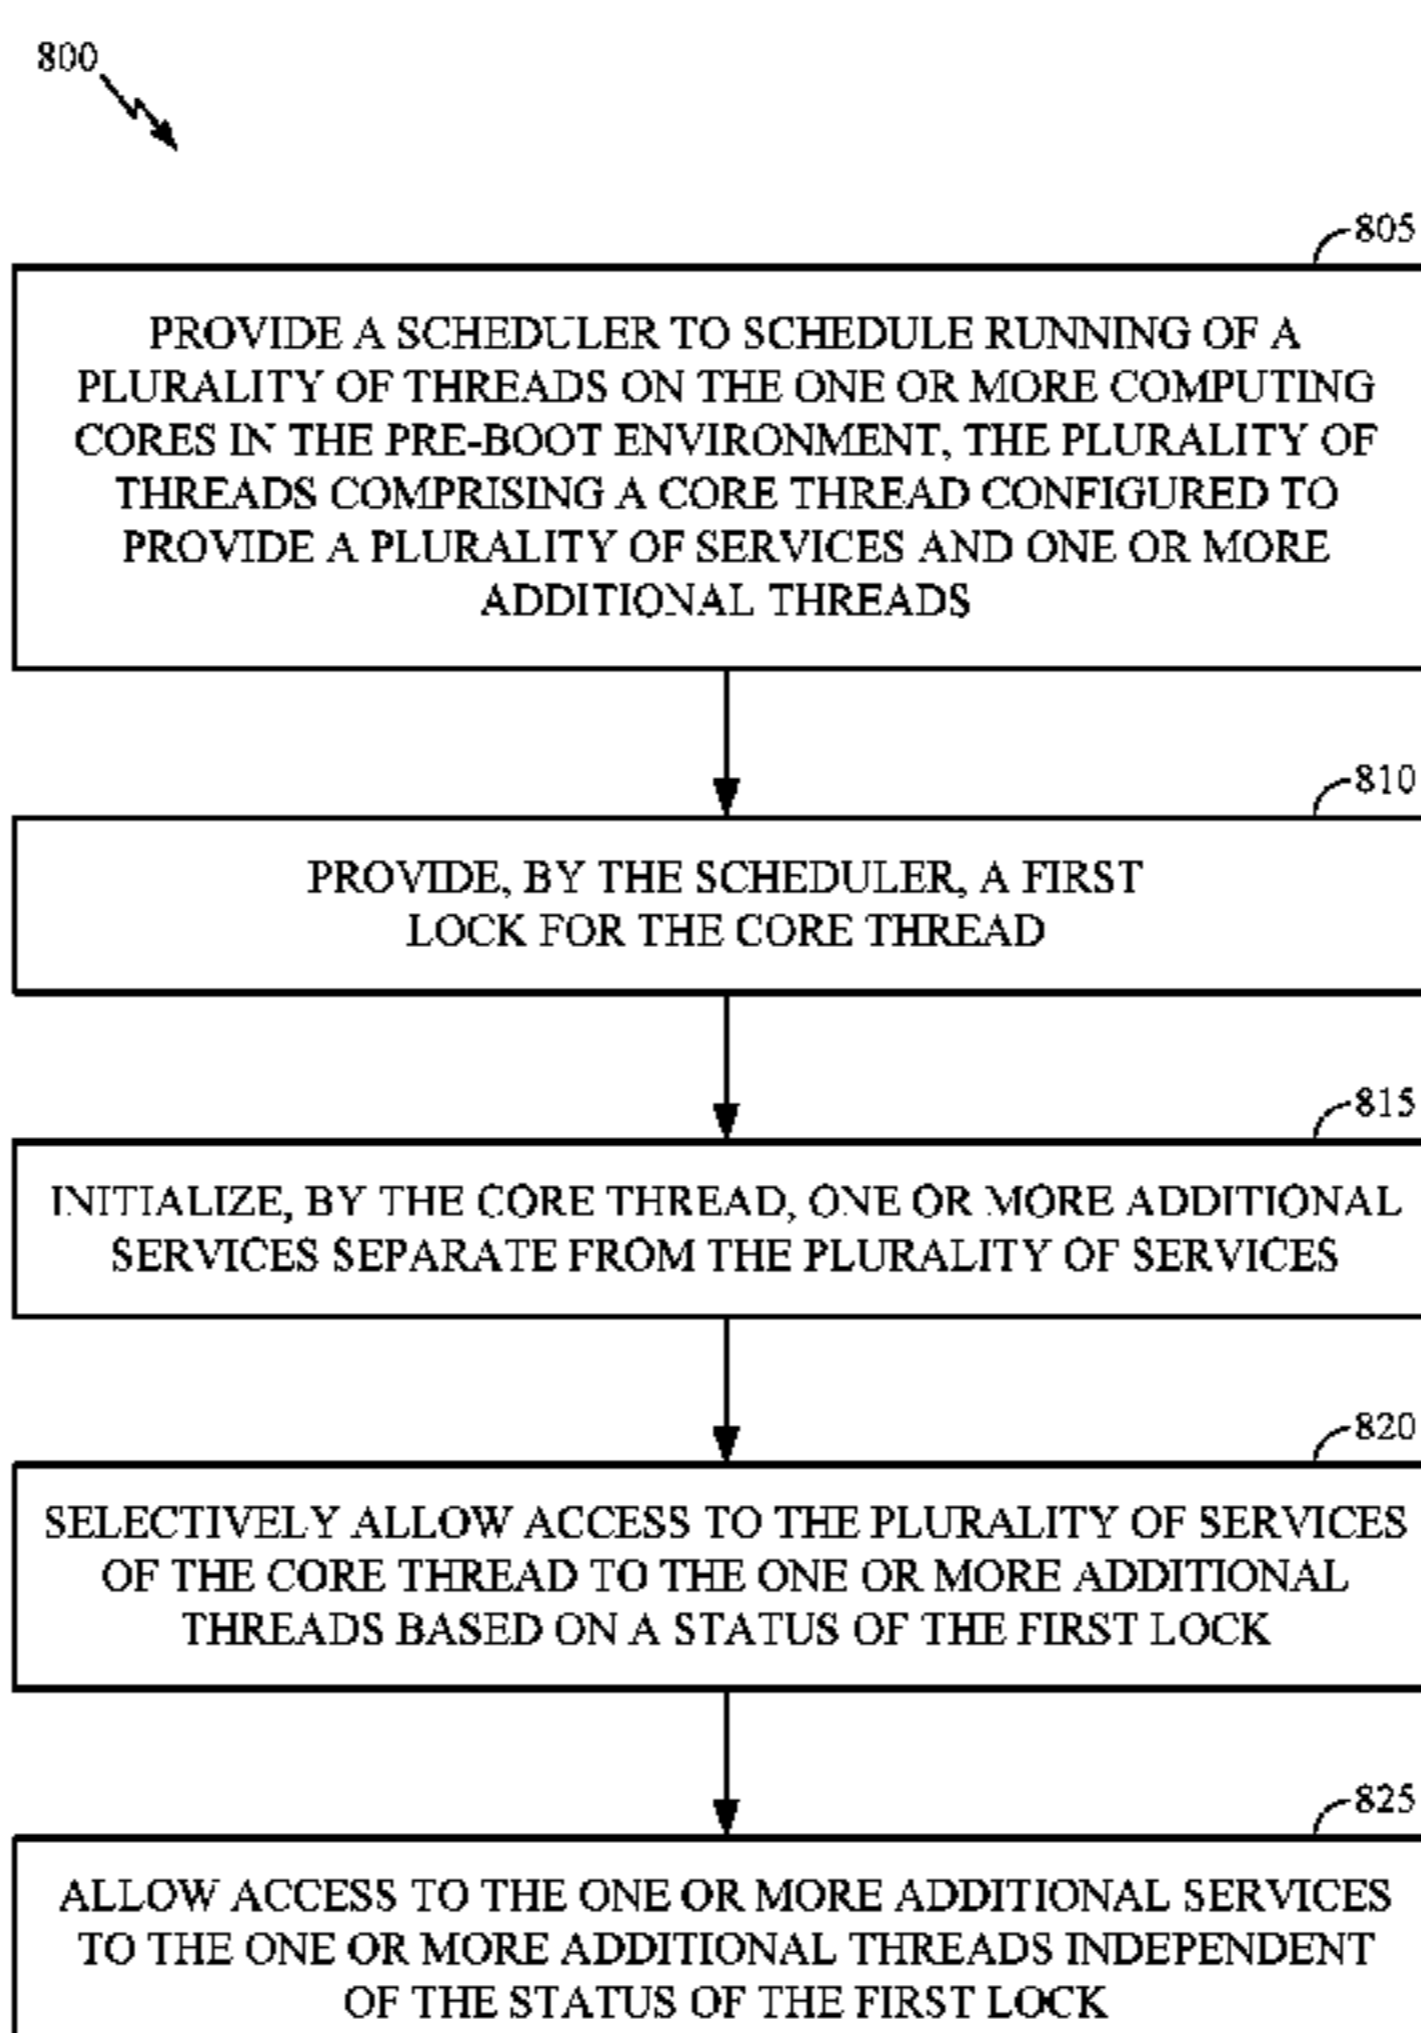 800
805
PROVIDE A SCHEDULER TO SCHEDULE RUNNING OF A
PLURALITY OF THREADS ON THE ONE OR MORE COMPUTING
CORES IN THE PRE-BOOT ENVIRONMENT, THE PLURALITY OF
THREADS COMPRISING A CORE THREAD CONFIGURED TO
PROVIDE A PLURALITY OF SERVICES AND ONE OR MORE
ADDITIONAL THREADS
810
PROVIDE, BY THE SCHEDULER, A FIRST
LOCK FOR THE CORE THREAD
815
INITIALIZE, BY THE CORE THREAD, ONE OR MORE ADDITIONAL
SERVICES SEPARATE FROM THE PLURALITY OF SERVICES
820
SELECTIVELY ALLOW ACCESS TO THE PLURALITY OF SERVICES
OF THE CORE THREAD TO THE ONE OR MORE ADDITIONAL
THREADS BASED ON A STATUS OF THE FIRST LOCK
825
ALLOW ACCESS TO THE ONE OR MORE ADDITIONAL SERVICES
TO THE ONE OR MORE ADDITIONAL THREADS INDEPENDENT
OF THE STATUS OF THE FIRST LOCK